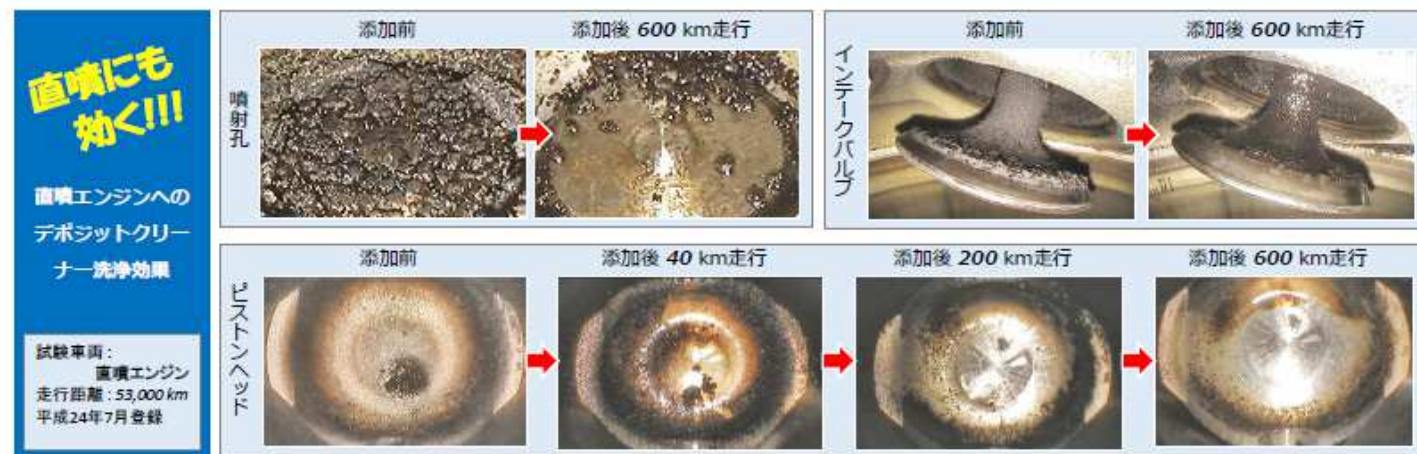 直噴にも
効く!!!
直噴エンジンへの
デポジットクリー
ナー洗浄効果
試験車両：
直噴エンジン
走行距離：53,000 km
平成24年7月登録
噴射孔
添加前
添加後 600 km走行
インテークバルブ
添加前
添加後 600 km走行
ピストンヘッド
添加前
添加後 40 km走行
添加後 200 km走行
添加後 600 km走行